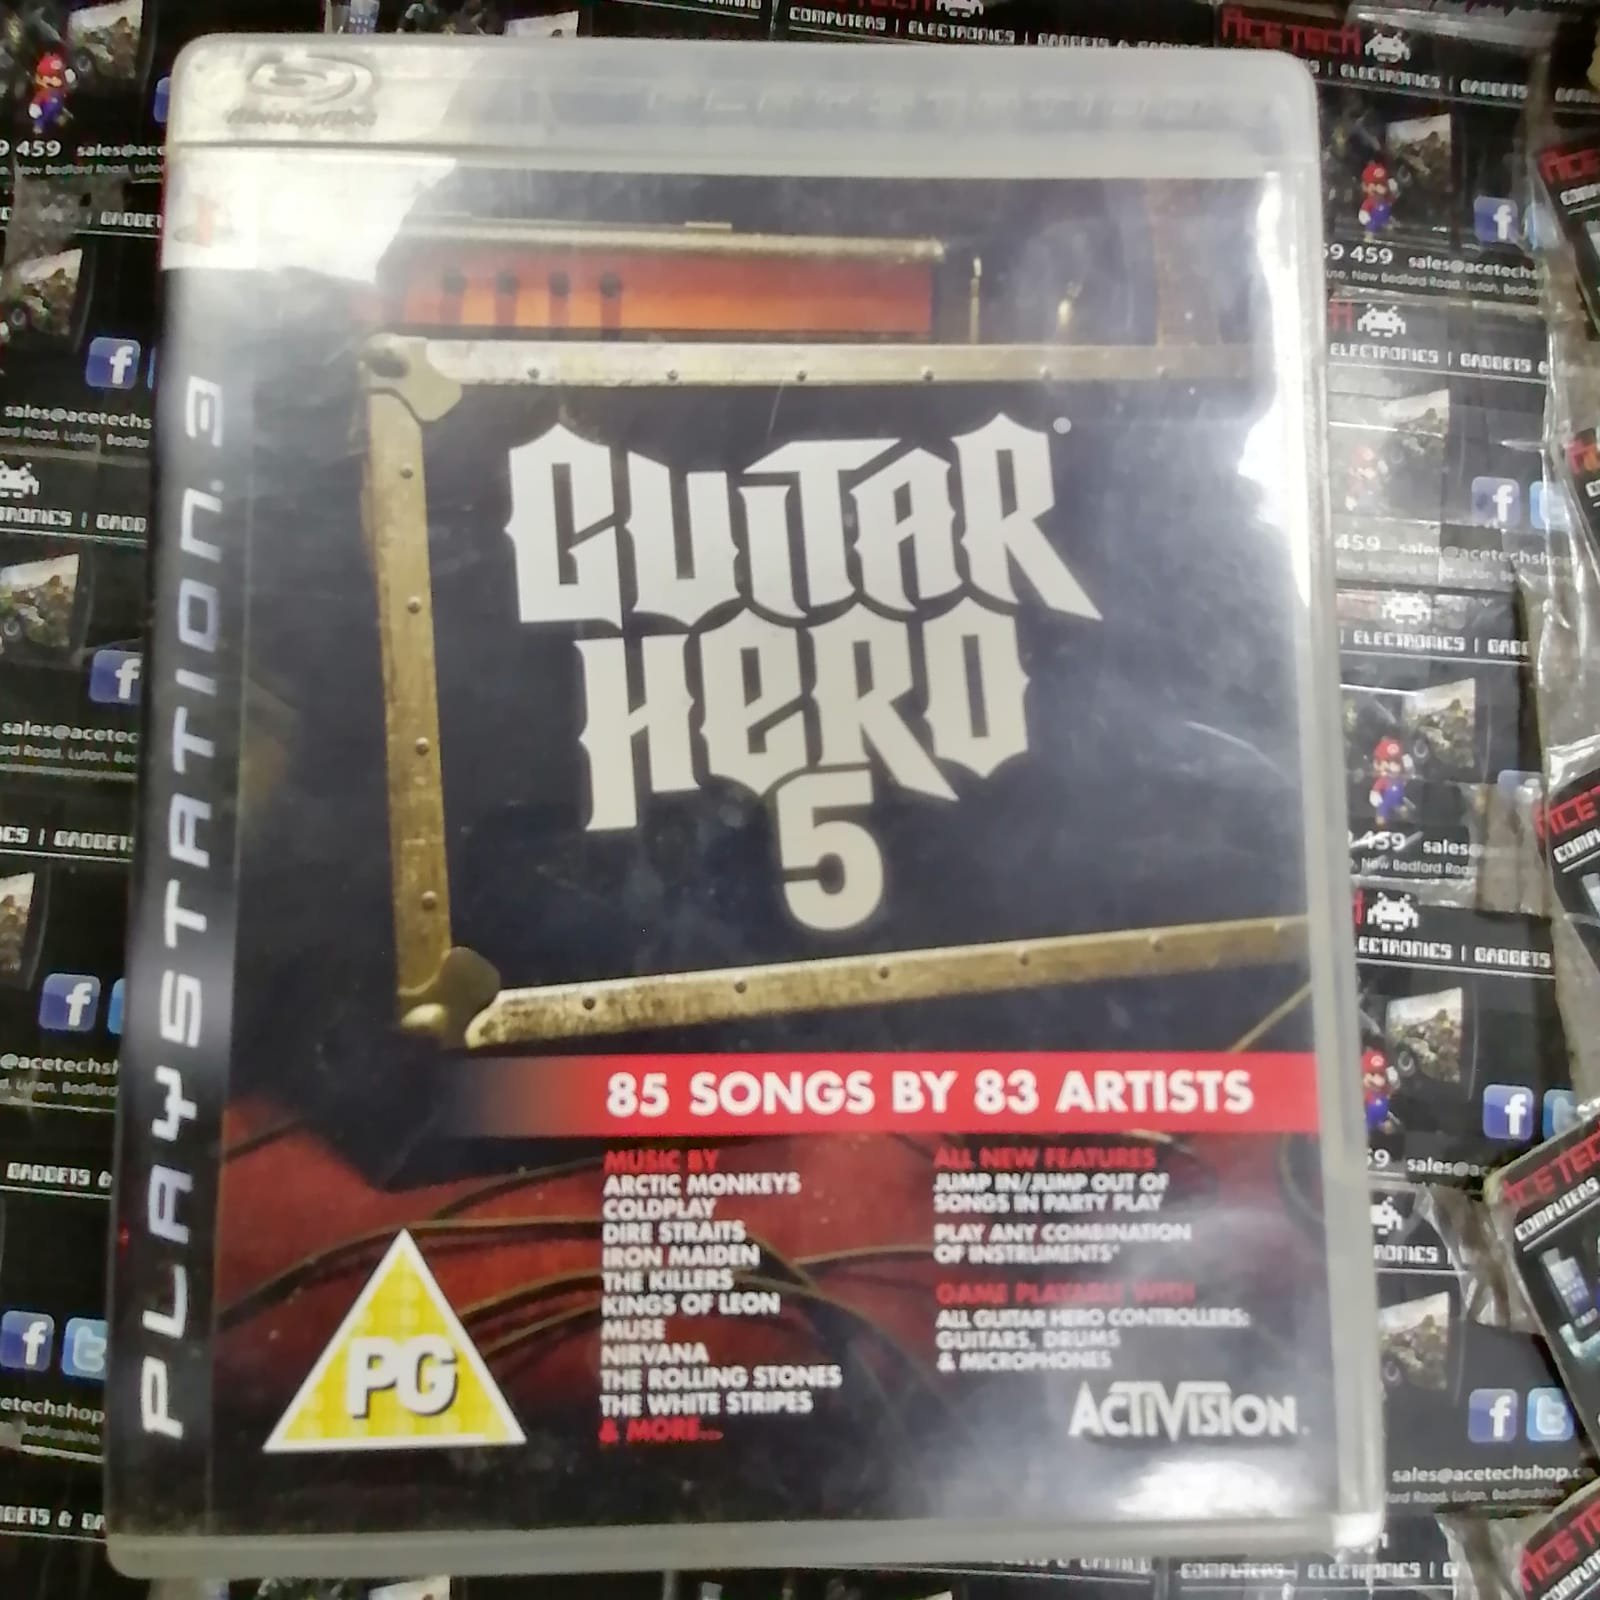 PLAYSTATION 3
GUITAR
HERO
5
85 SONGS BY 83 ARTISTS
MUSIC BY
ARCTIC MONKEYS
COLDPLAY
DIRE STRAITS
IRON MAIDEN
THE KILLERS
KINGS OF LEON
MUSE
NIRVANA
THE ROLLING STONES
THE WHITE STRIPES
& MORE...
ALL NEW FEATURES
JUMP IN/JUMP OUT OF
SONGS IN PARTY PLAY
PLAY ANY COMBINATION
OF INSTRUMENTS*
GAME PLAYABLE WITH
ALL GUITAR HERO CONTROLLERS:
GUITARS, DRUMS
& MICROPHONES
PG
ACTIVISION
ACETECH
COMPUTERS | ELECTRONICS | GADGETS &
459 sales@acetechshop
New Bedford Road, Luton, Bedfordshire